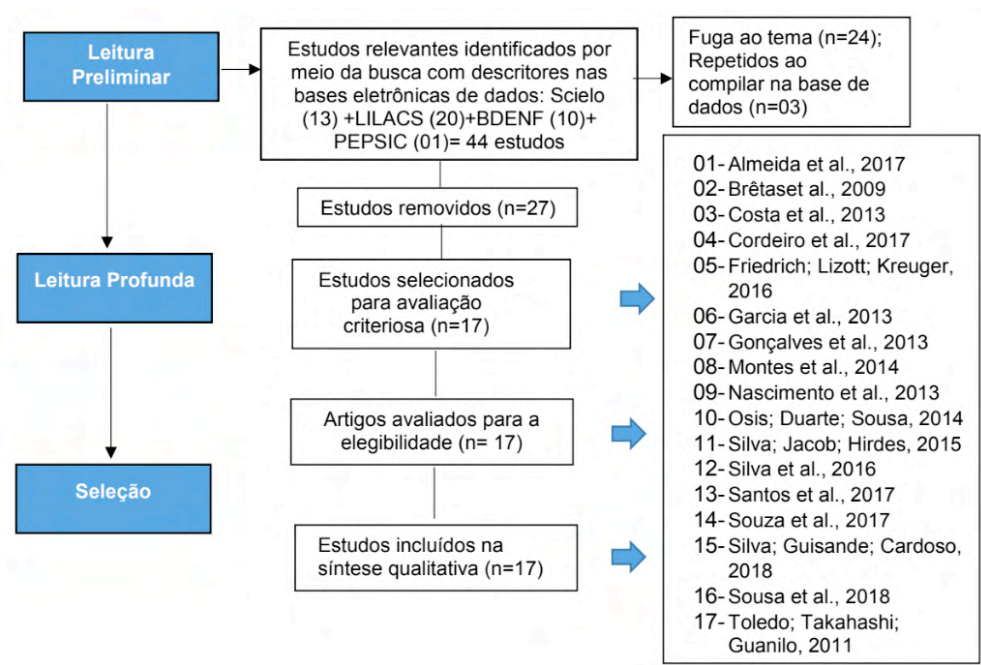 Leitura
Preliminar
Estudos relevantes identificados por
meio da busca com descritores nas
bases eletrônicas de dados: Scielo
(13) +LILACS (20)+BDENF (10)+
PEPSIC (01)= 44 estudos
Fuga ao tema (n=24);
Repetidos ao
compilar na base de
dados (n=03)
Estudos removidos (n=27)
Leitura Profunda
Estudos selecionados
para avaliação
criteriosa (n=17)
Artigos avaliados para a
elegibilidade (n= 17)
Seleção
Estudos incluídos na
síntese qualitativa (n=17)
01- Almeida et al., 2017
02- Brêtaset al., 2009
03- Costa et al., 2013
04- Cordeiro et al., 2017
05- Friedrich; Lizott; Kreuger,
2016
06- Garcia et al., 2013
07- Gonçalves et al., 2013
08- Montes et al., 2014
09- Nascimento et al., 2013
10- Osis; Duarte; Sousa, 2014
11- Silva; Jacob; Hirdes, 2015
12- Silva et al., 2016
13- Santos et al., 2017
14- Souza et al., 2017
15- Silva; Guisande; Cardoso,
2018
16- Sousa et al., 2018
17- Toledo; Takahashi;
Guanilo, 2011